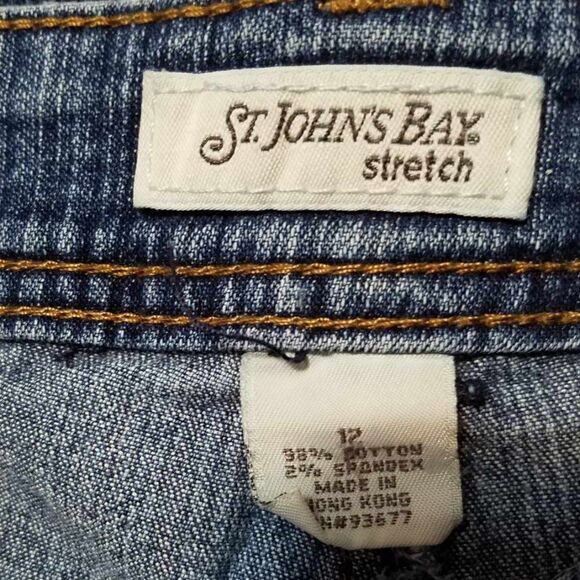 ST. JOHN'S BAY®
stretch
12
98% COTTON
2% SPANDEX
MADE IN
HONG KONG
RN#93677